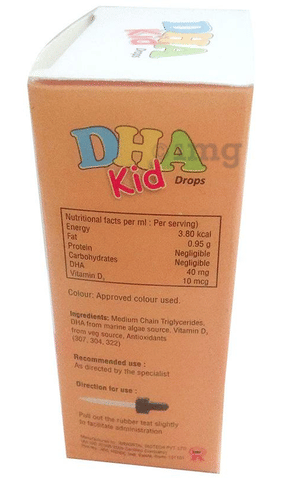 DHA
Kid
Drops
DHA
Kid
Drops
Nutritional facts per ml : Per serving)
Energy 3.80 kcal
Fat 0.95 g
Protein Negligible
Carbohydrates Negligible
DHA 40 mg
Vitamin D, 10 mcg
Colour: Approved colour used.
Ingredients: Medium Chain Triglycerides,
DHA from marine algae source, Vitamin D,
from veg source, Antioxidants
(307, 304, 322)
Recommended use :
As directed by the specialist
Direction for use :
Pull out the rubber teat slightly
to facilitate administration